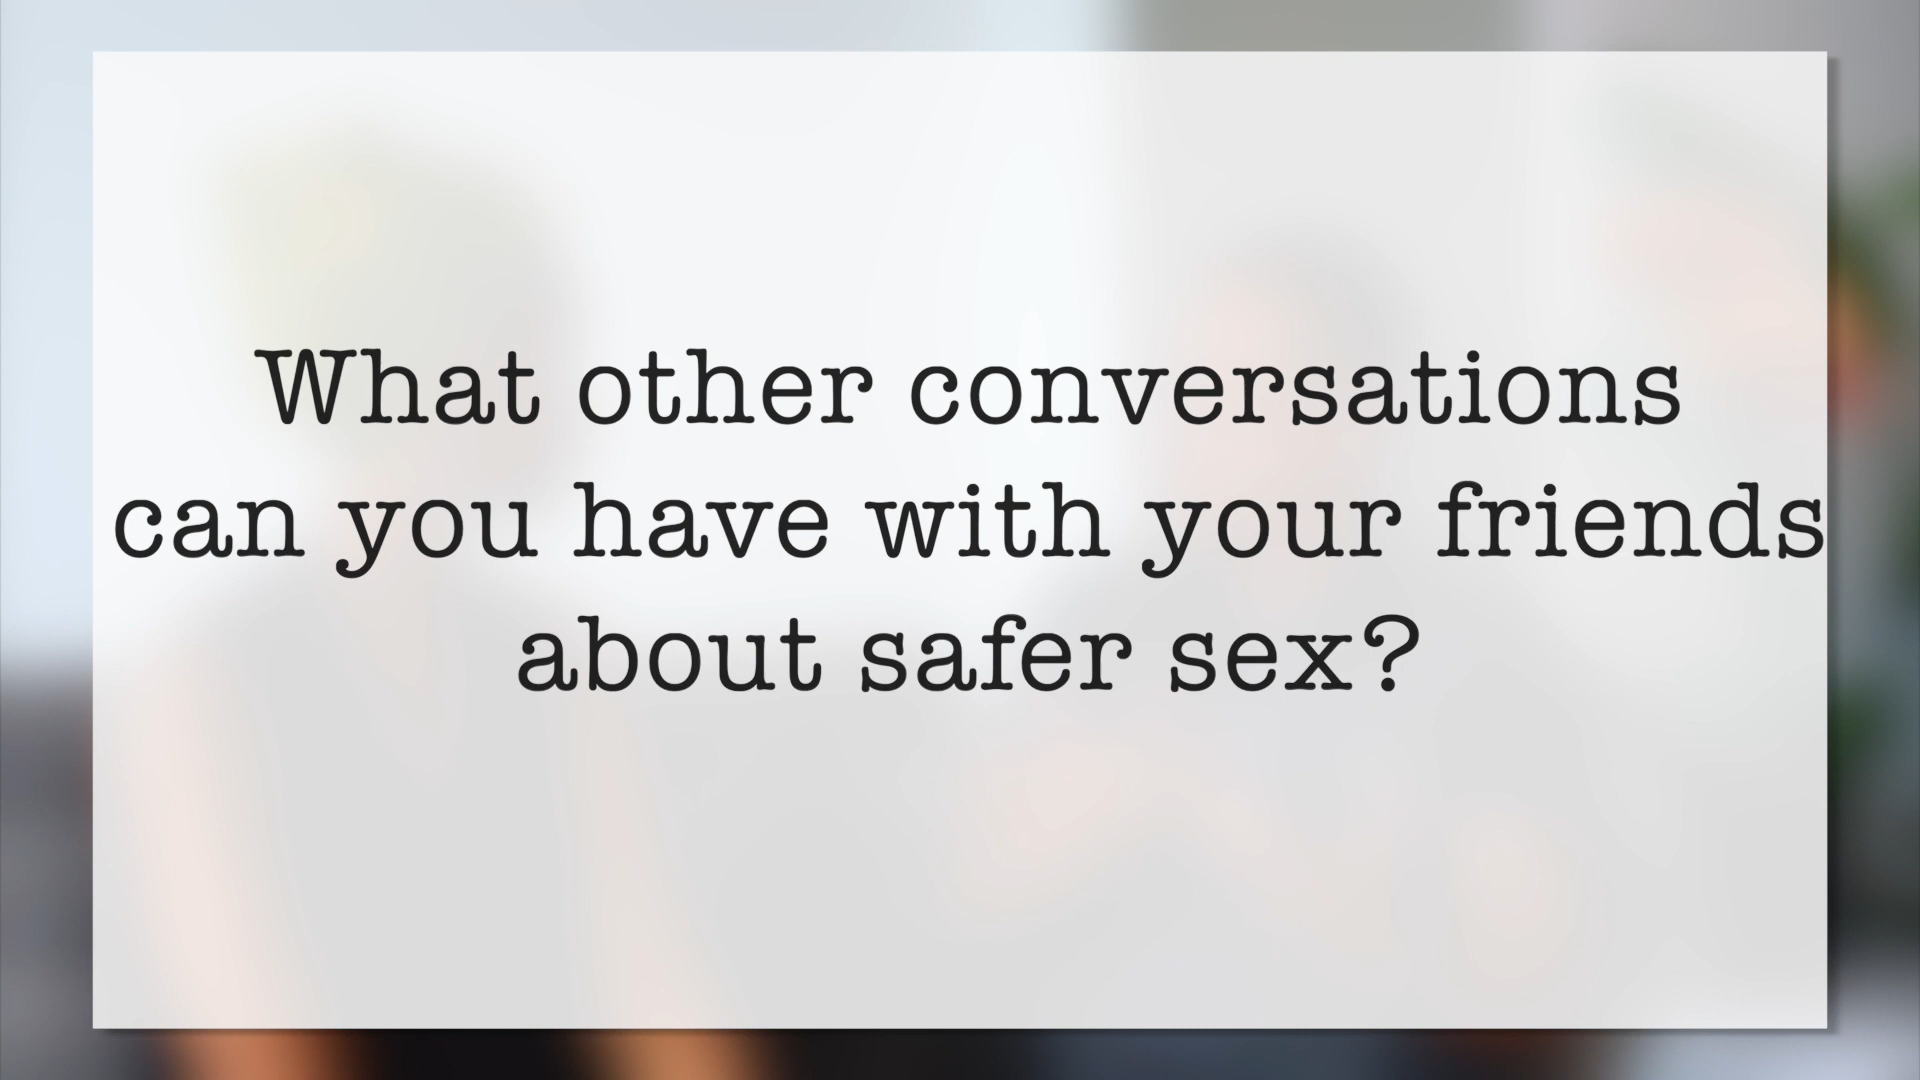 What other conversations
can you have with your friends
about safer sex?